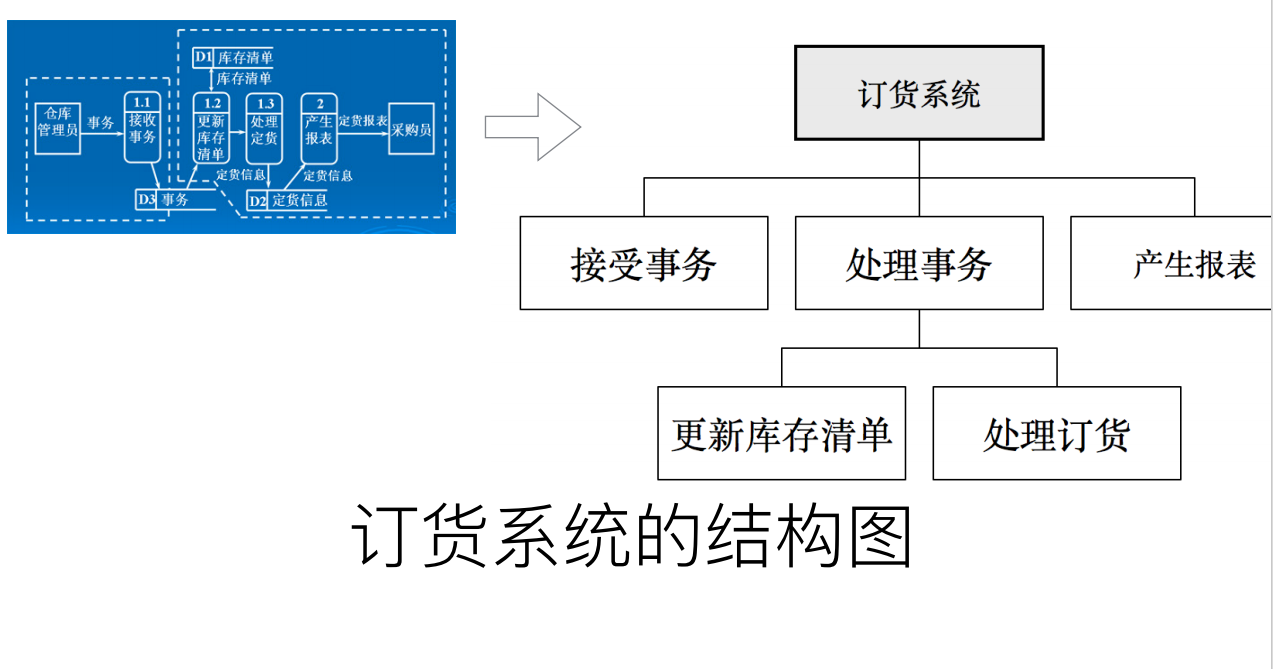 D1 库存清单
库存清单
仓库
管理员
事务
1.1
接收
事务
1.2
更新
库存
清单
1.3
处理
定货
2
产生
报表
定货报表
采购员
定货信息
定货信息
D3 事务
D2 定货信息
订货系统
接受事务
处理事务
产生报表
更新库存清单
处理订货
订货系统的结构图